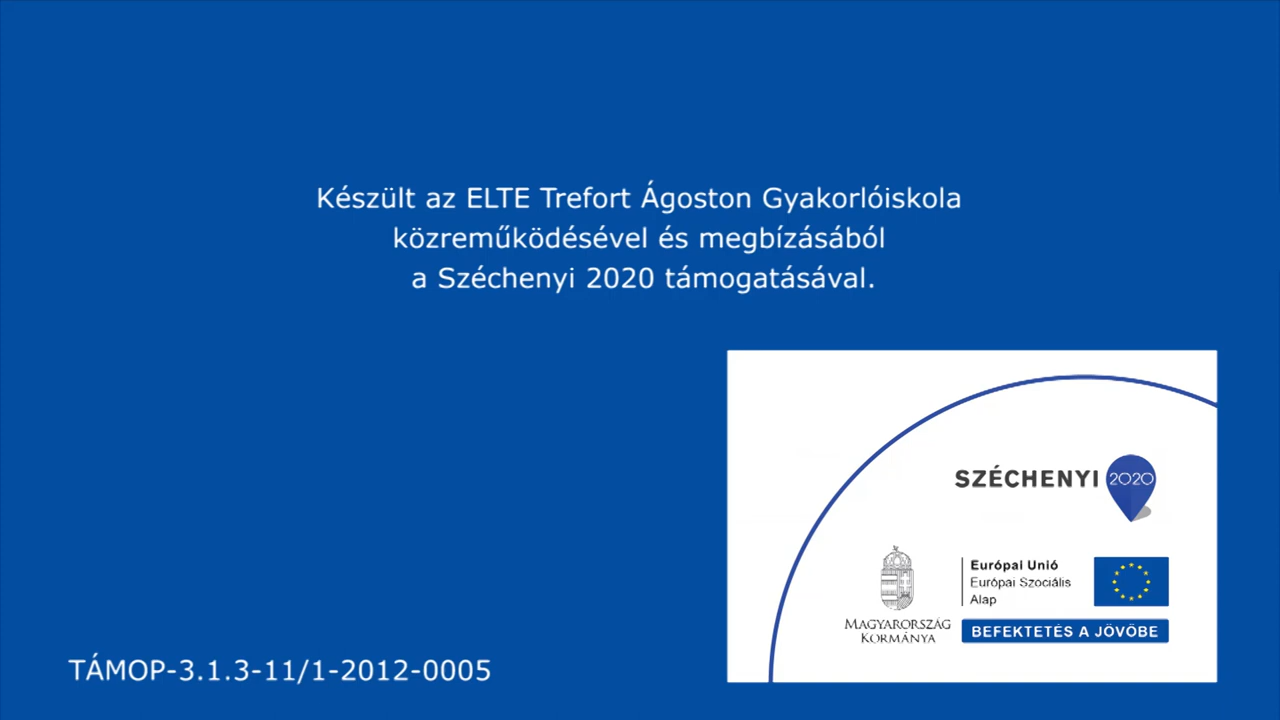 Készült az ELTE Trefort Ágoston Gyakorlóiskola
közreműködésével és megbízásából
a Széchenyi 2020 támogatásával.
SZÉCHENYI 2020
Európai Unió
Európai Szociális
Alap
MAGYARORSZÁG
KORMÁNYA
BEFEKTETÉS A JÖVŐBE
TÁMOP-3.1.3-11/1-2012-0005